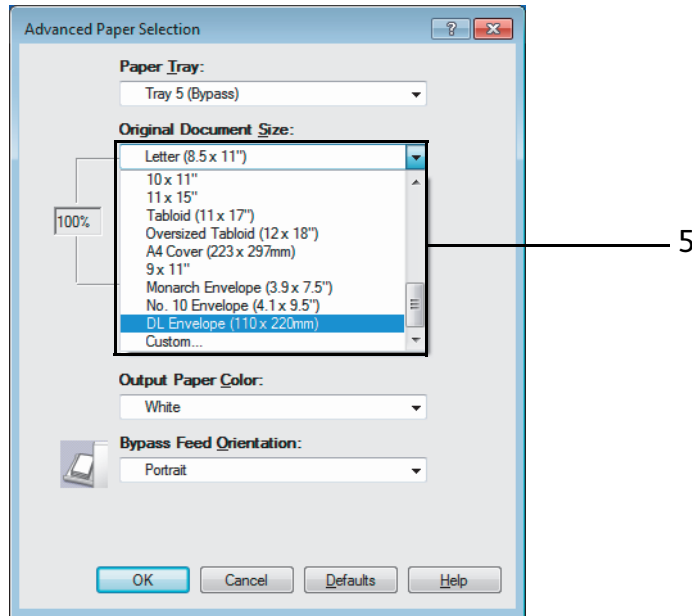 Advanced Paper Selection
?
Paper Tray:
Tray 5 (Bypass)
Original Document Size:
Letter (8.5 x 11")
10 x 11"
11 x 15"
Tabloid (11 x 17")
100%
Oversized Tabloid (12 x 18")
A4 Cover (223 x 297mm)
5
9 x 11"
Monarch Envelope (3.9 x 7.5")
No. 10 Envelope (4.1 x 9.5")
DL Envelope (110 x 220mm)
Custom...
Output Paper Color:
White
Bypass Feed Orientation:
Portrait
OK Cancel Defaults Help